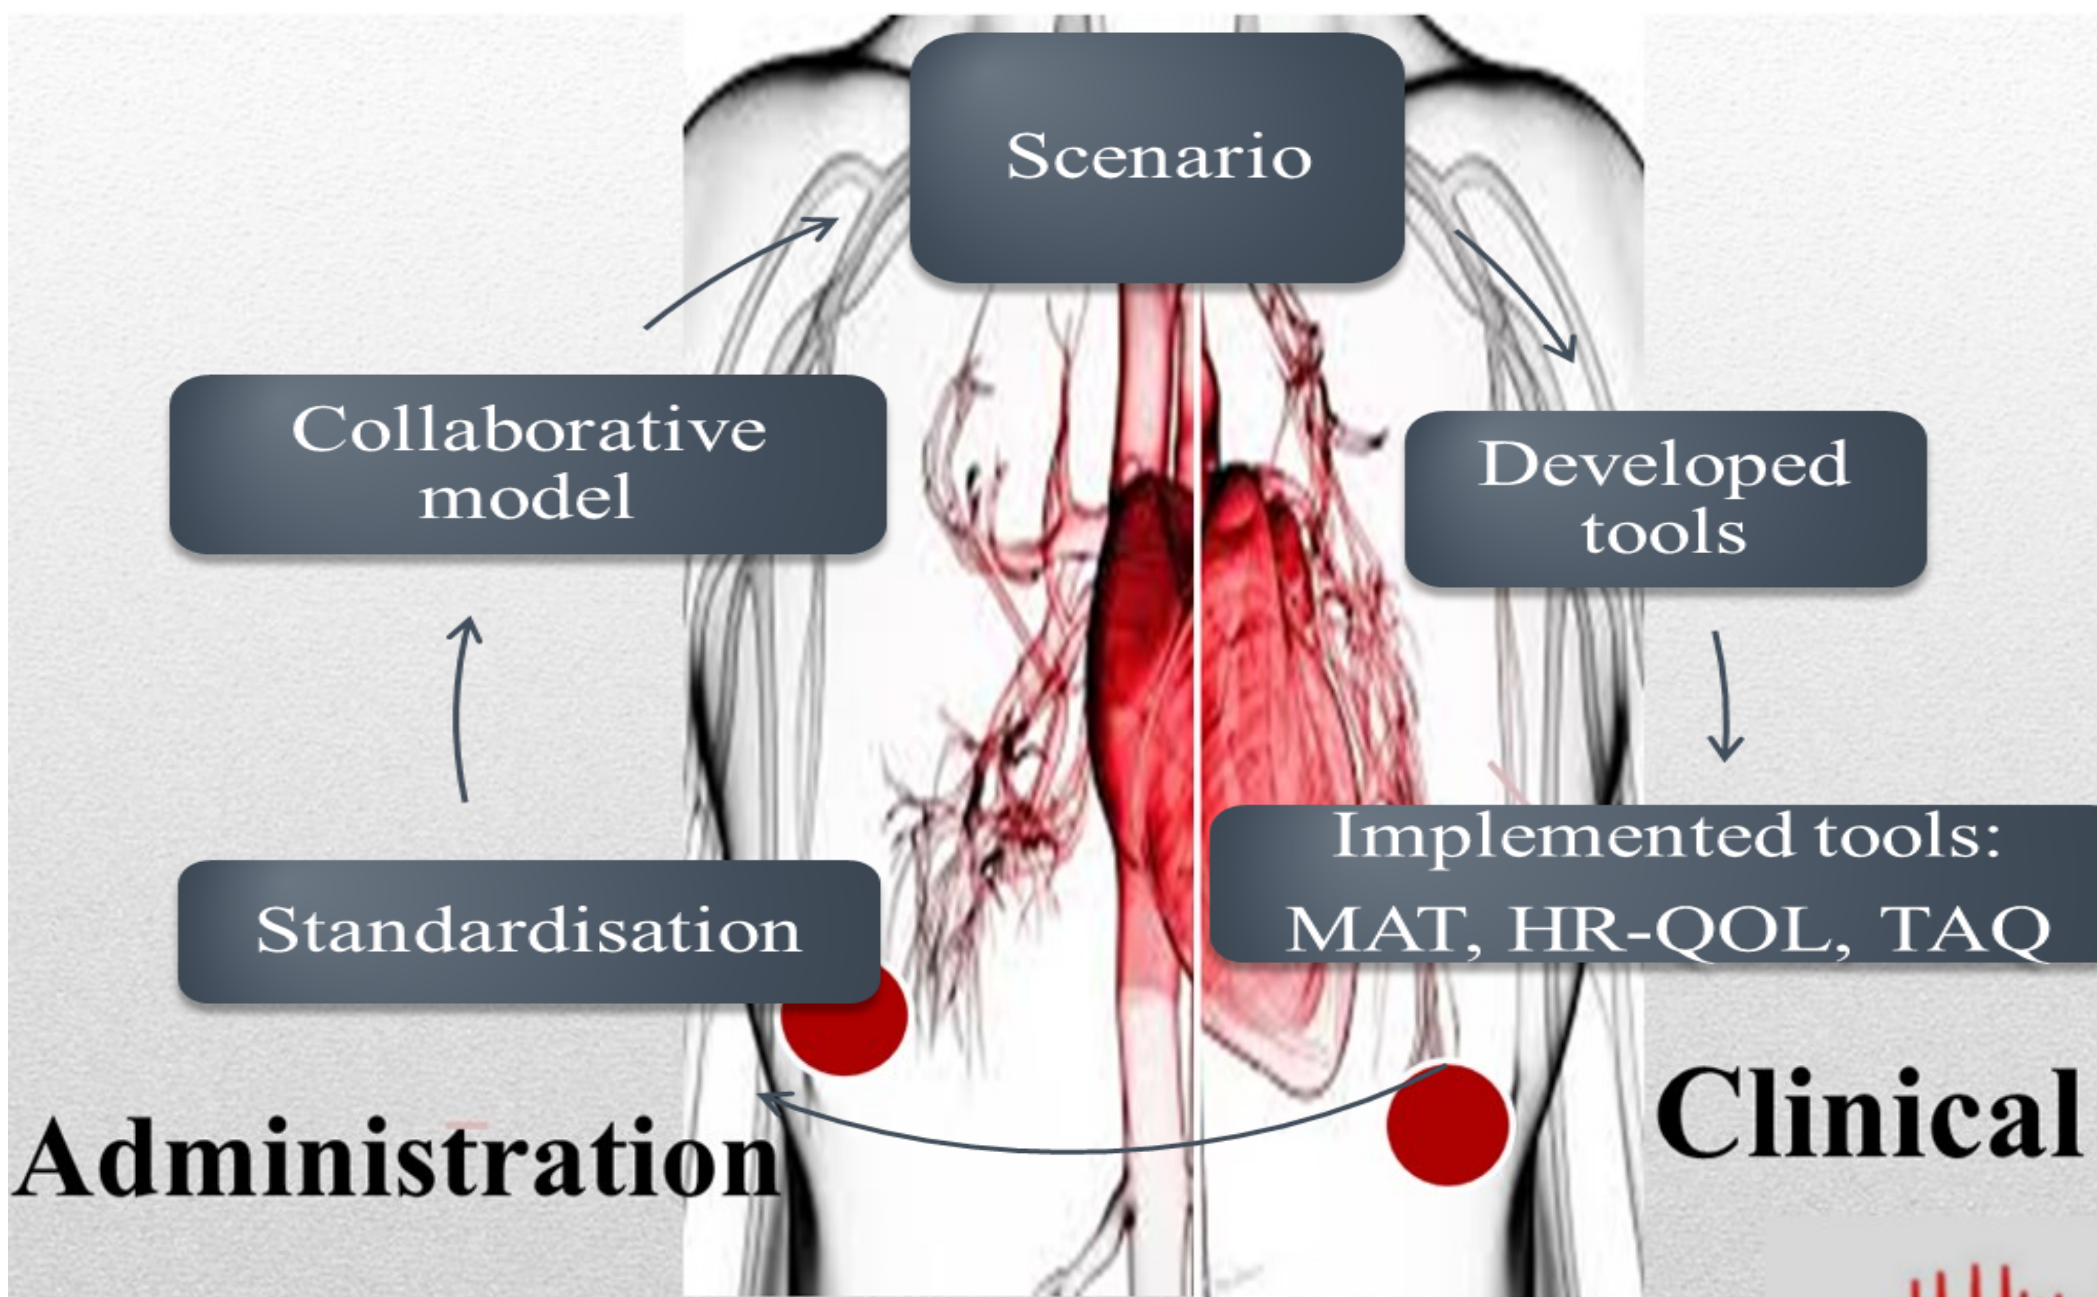 Scenario
Collaborative
model
Developed
tools
Implemented tools:
MAT, HR-QOL, TAQ
Standardisation
Administration
Clinical